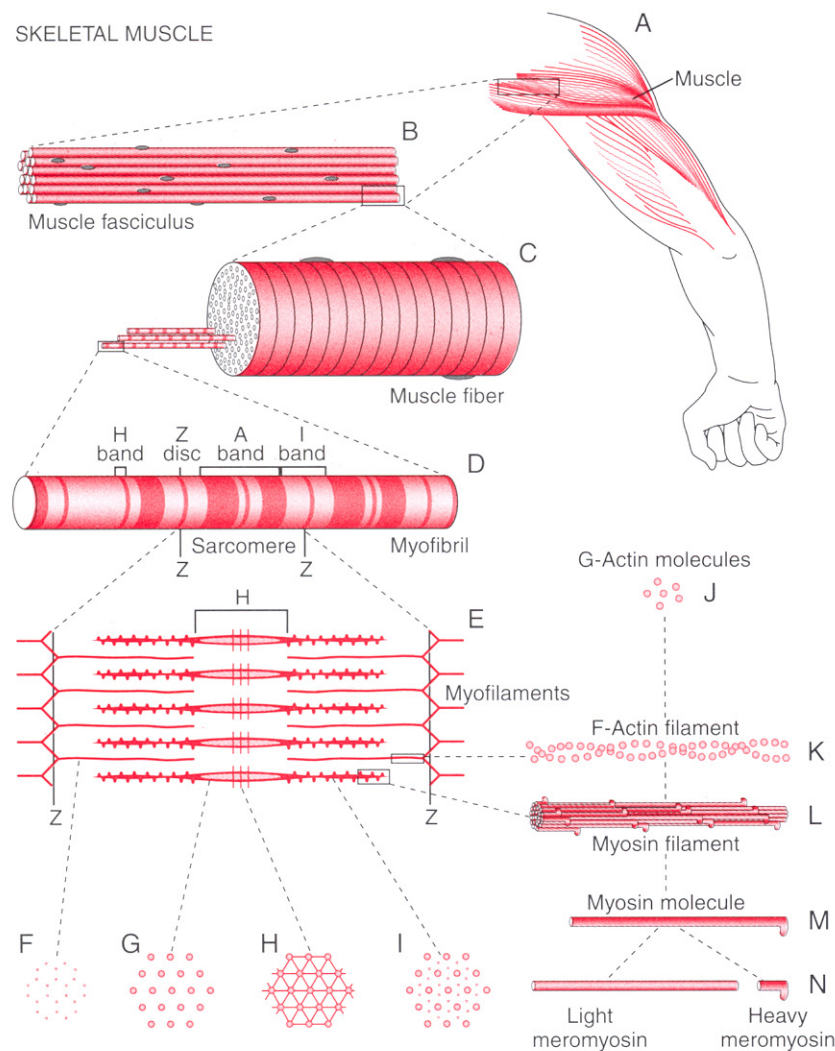 SKELETAL MUSCLE
A
Muscle
B
Muscle fasciculus
C
Muscle fiber
H
band
Z
disc
A
band
I
band
D
Sarcomere
Myofibril
Z
Z
G-Actin molecules
J
H
E
Myofilaments
F-Actin filament
K
Z
Z
L
Myosin filament
Myosin molecule
M
F
G
H
I
N
Light
meromyosin
Heavy
meromyosin